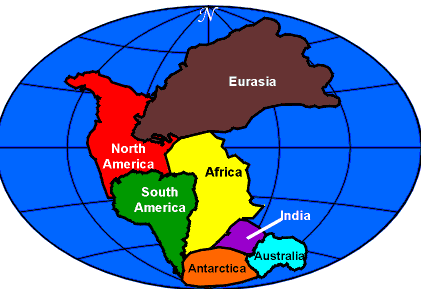 N
Eurasia
North
America
Africa
South
America
India
Australia
Antarctica